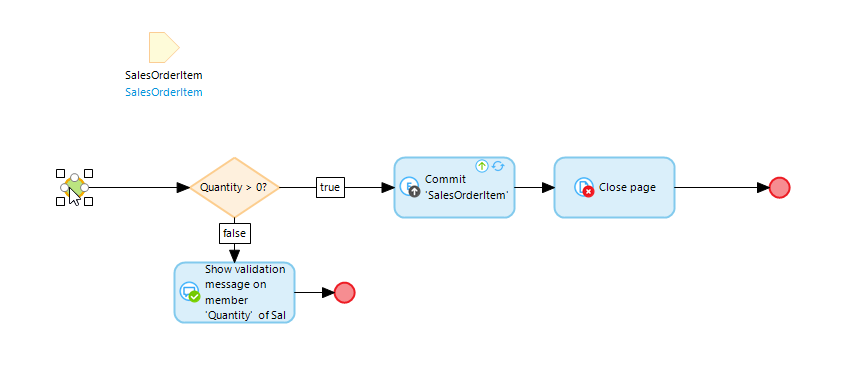 SalesOrderItem
SalesOrderItem
Quantity > 0?
true
Commit
'SalesOrderItem'
Close page
false
Show validation
message on
member
'Quantity' of Sal